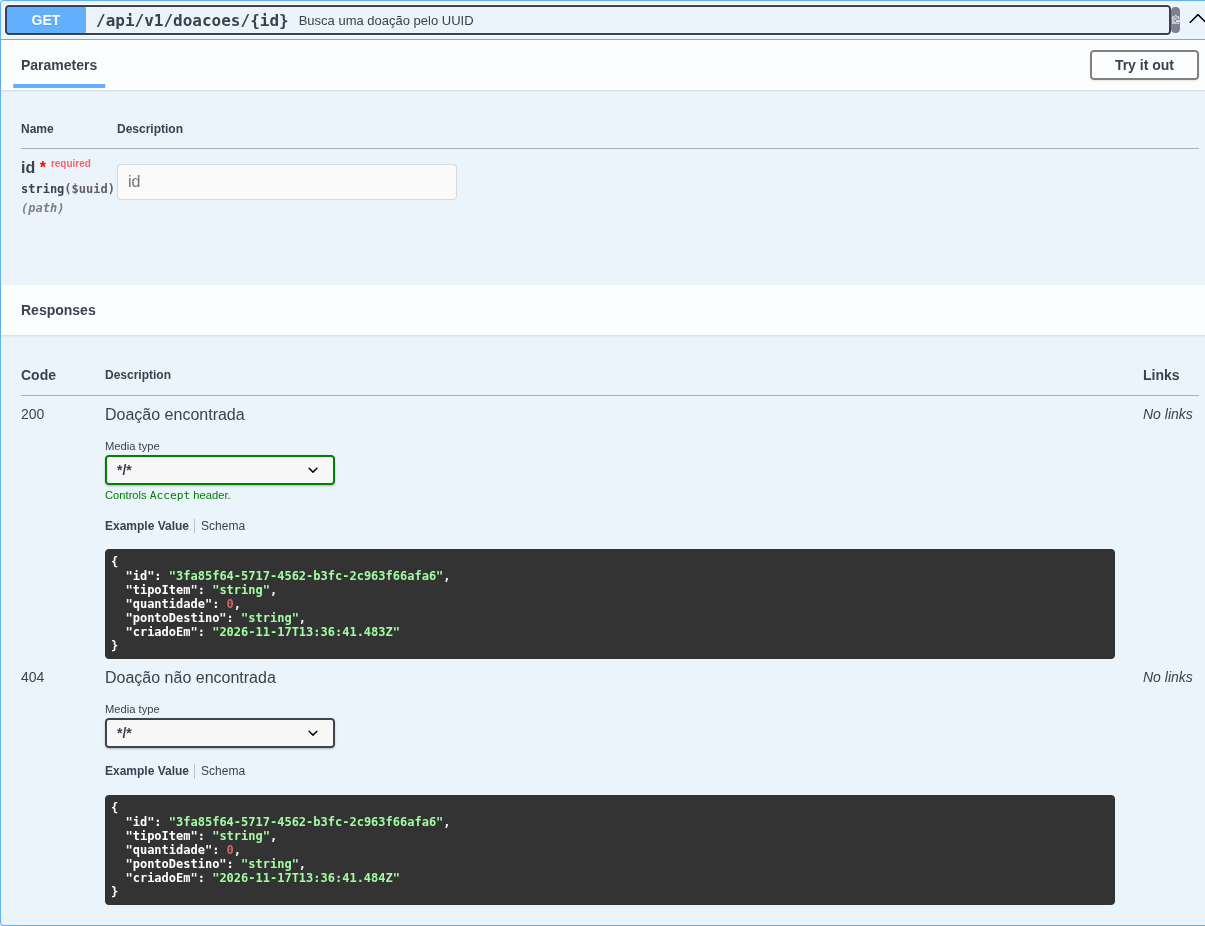 GET /api/v1/doacoes/{id} Busca uma doação pelo UUID
Parameters
Try it out
Name Description
id * required
string($uuid)
(path)
id
Responses
Code Description Links
200 Doação encontrada No links
Media type
*/*
Controls Accept header.
Example Value Schema
{
  "id": "3fa85f64-5717-4562-b3fc-2c963f66afa6",
  "tipoItem": "string",
  "quantidade": 0,
  "pontoDestino": "string",
  "criadoEm": "2026-11-17T13:36:41.483Z"
}
404 Doação não encontrada No links
Media type
*/*
Example Value Schema
{
  "id": "3fa85f64-5717-4562-b3fc-2c963f66afa6",
  "tipoItem": "string",
  "quantidade": 0,
  "pontoDestino": "string",
  "criadoEm": "2026-11-17T13:36:41.484Z"
}